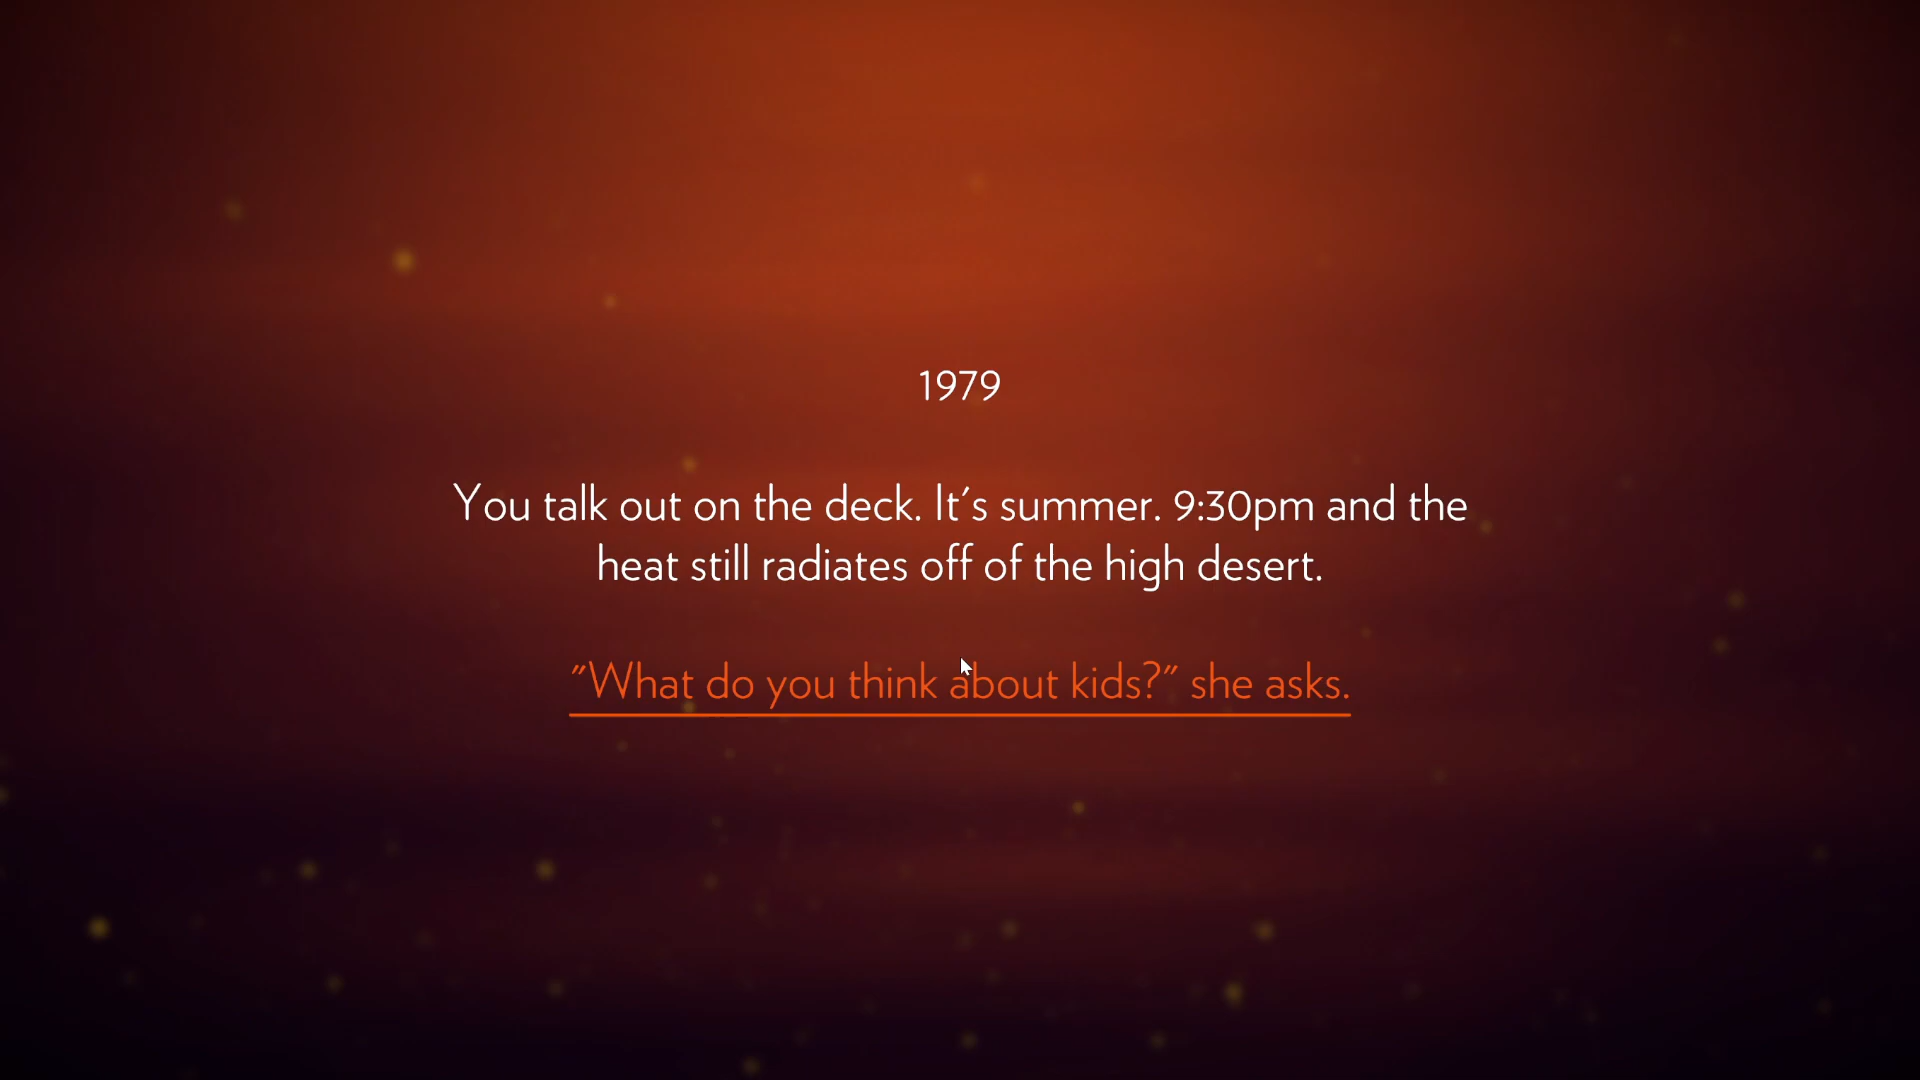 1979
You talk out on the deck. It's summer. 9:30pm and the
heat still radiates off of the high desert.
"What do you think about kids?" she asks.